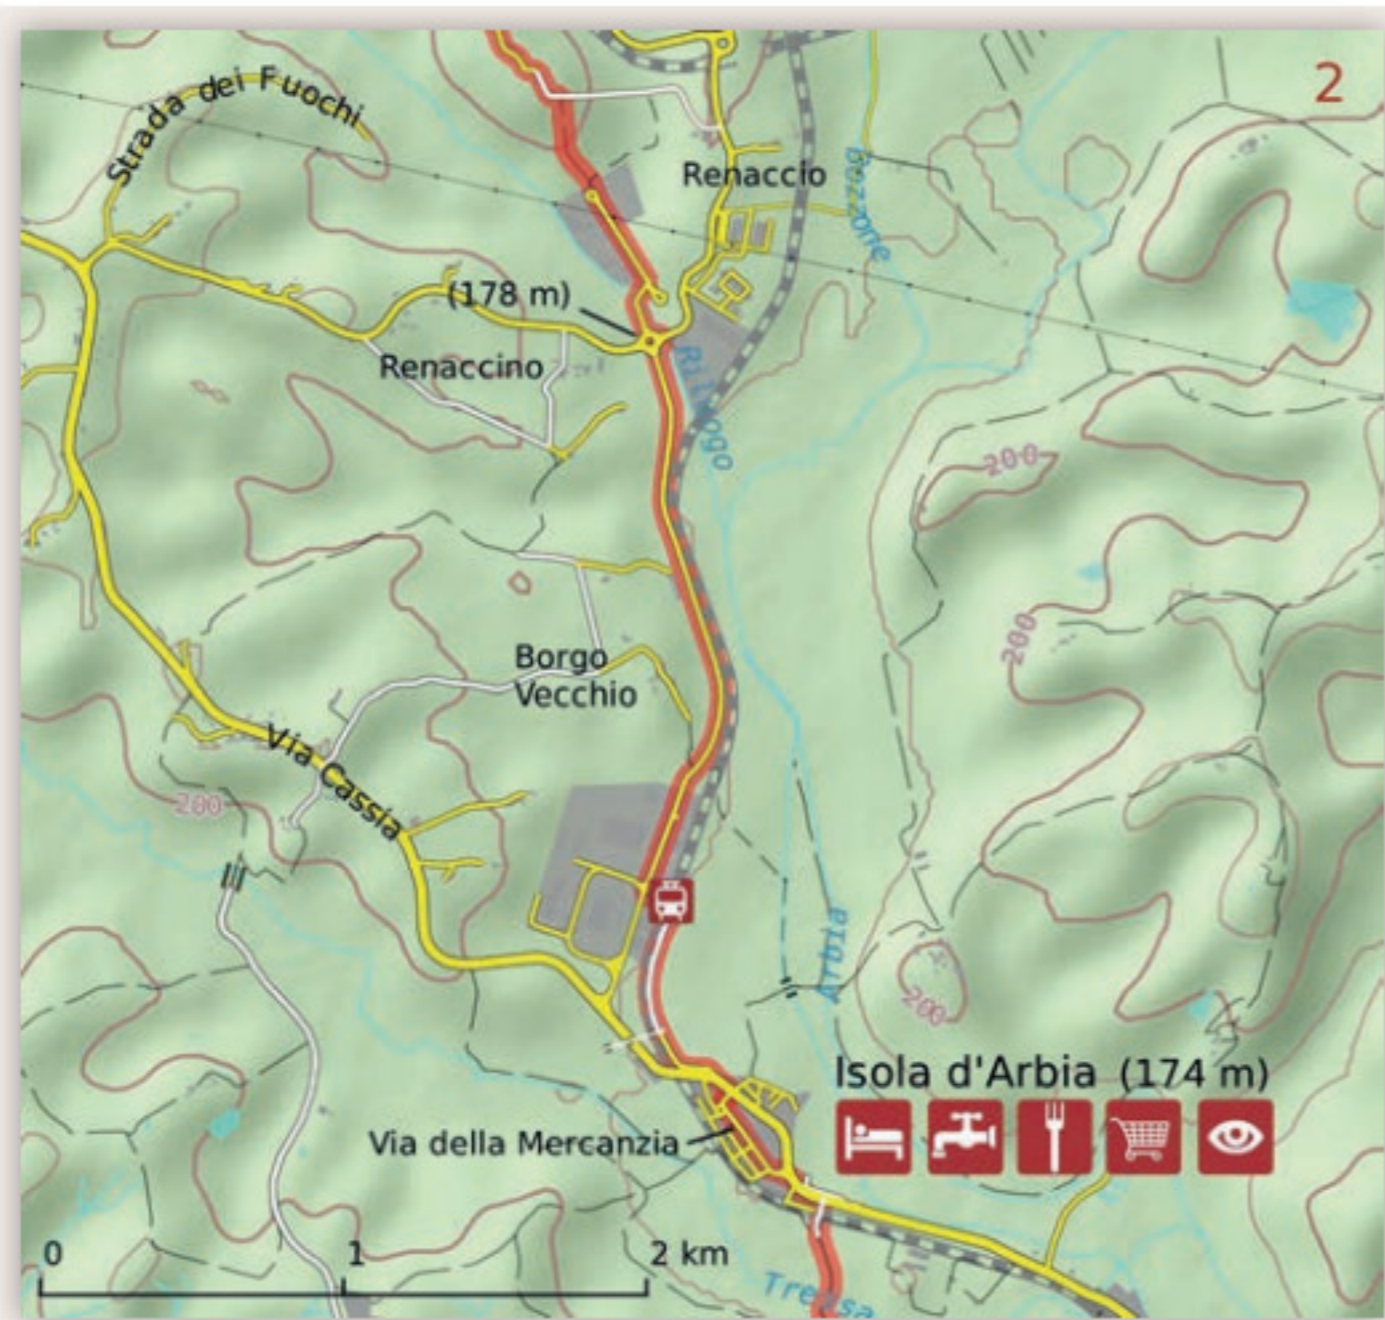 2
Strada dei Fuochi
Renaccio
Bozzone
(178 m)
Renaccino
Riluogo
200
200
Borgo
Vecchio
Via Cassia
200
Arbia
200
Isola d'Arbia (174 m)
Via della Mercanzia
0 1 2 km
Tressa